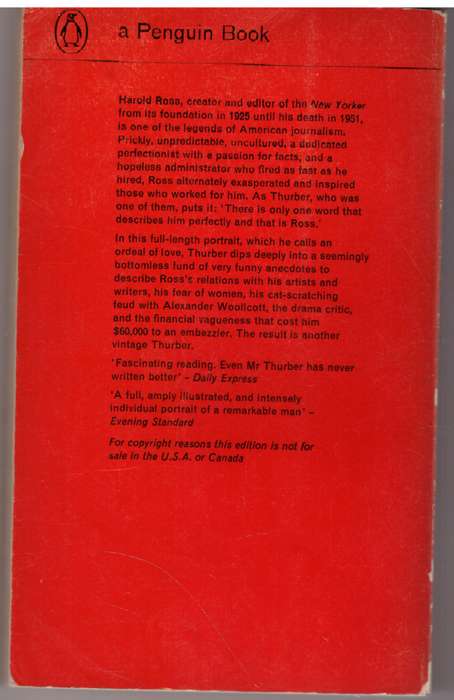 a Penguin Book
Harold Ross, creator and editor of the New Yorker
from its foundation in 1925 until his death in 1951,
is one of the legends of American journalism.
Prickly, unpredictable, uncultured, a dedicated
perfectionist with a passion for facts, and a
hopeless administrator who fired as fast as he
hired, Ross alternately exasperated and inspired
those who worked for him. As Thurber, who was
one of them, puts it: 'There is only one word that
describes him perfectly and that is Ross.'
In this full-length portrait, which he calls an
ordeal of love, Thurber dips deeply into a seemingly
bottomless fund of very funny anecdotes to
describe Ross's relations with his artists and
writers, his fear of women, his cat-scratching
feud with Alexander Woollcott, the drama critic,
and the financial vagueness that cost him
$60,000 to an embezzler. The result is another
vintage Thurber.
'Fascinating reading. Even Mr Thurber has never
written better' – Daily Express
'A full, amply illustrated, and intensely
individual portrait of a remarkable man' –
Evening Standard
For copyright reasons this edition is not for
sale in the U.S.A. or Canada